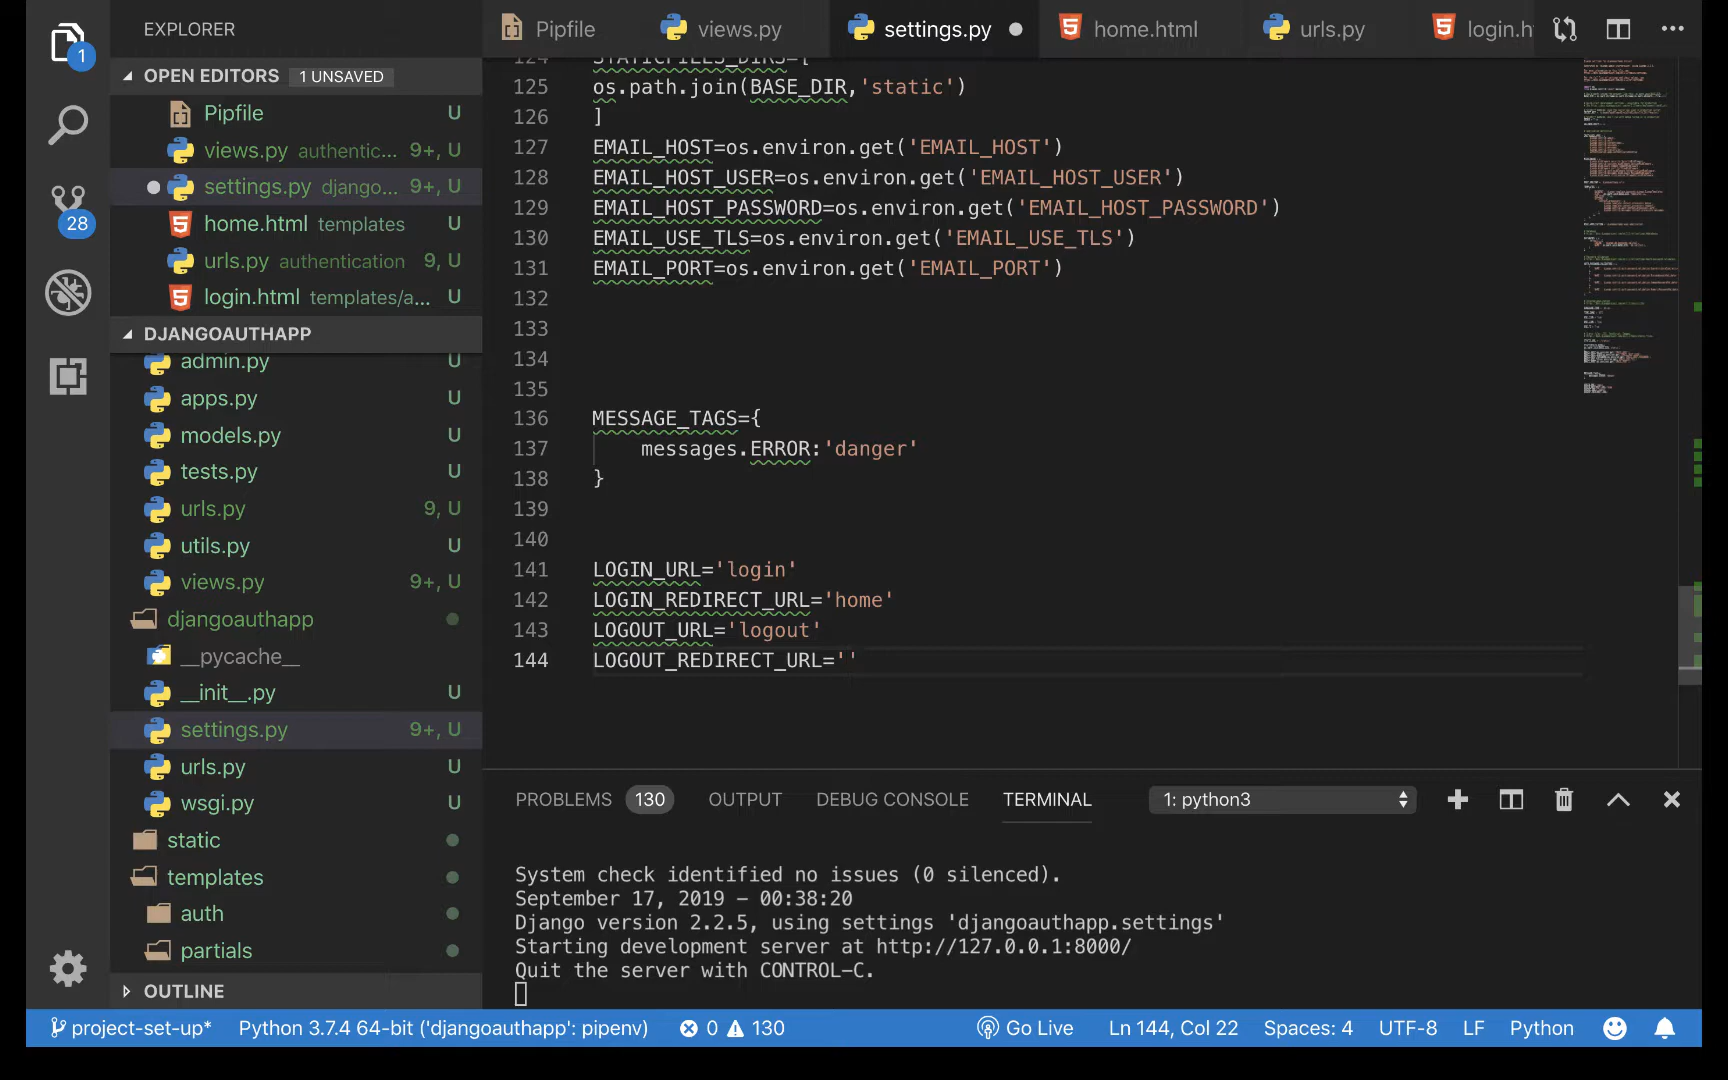 EXPLORER
OPEN EDITORS 1 UNSAVED
Pipfile U
views.py authentic... 9+, U
settings.py django... 9+, U
home.html templates U
urls.py authentication 9, U
login.html templates/a... U
DJANGOAUTHAPP
admin.py U
apps.py U
models.py U
tests.py U
urls.py 9, U
utils.py U
views.py 9+, U
djangoauthapp
__pycache__
__init__.py U
settings.py 9+, U
urls.py U
wsgi.py U
static
templates
auth
partials
OUTLINE
1
28
Pipfile views.py settings.py home.html urls.py login.h
124 STATICFILES_DIRS=[
125 os.path.join(BASE_DIR,'static')
126 ]
127 EMAIL_HOST=os.environ.get('EMAIL_HOST')
128 EMAIL_HOST_USER=os.environ.get('EMAIL_HOST_USER')
129 EMAIL_HOST_PASSWORD=os.environ.get('EMAIL_HOST_PASSWORD')
130 EMAIL_USE_TLS=os.environ.get('EMAIL_USE_TLS')
131 EMAIL_PORT=os.environ.get('EMAIL_PORT')
132
133
134
135
136 MESSAGE_TAGS={
137 messages.ERROR:'danger'
138 }
139
140
141 LOGIN_URL='login'
142 LOGIN_REDIRECT_URL='home'
143 LOGOUT_URL='logout'
144 LOGOUT_REDIRECT_URL=''
PROBLEMS 130 OUTPUT DEBUG CONSOLE TERMINAL 1: python3
System check identified no issues (0 silenced).
September 17, 2019 - 00:38:20
Django version 2.2.5, using settings 'djangoauthapp.settings'
Starting development server at http://127.0.0.1:8000/
Quit the server with CONTROL-C.
project-set-up* Python 3.7.4 64-bit ('djangoauthapp': pipenv) 0 130 Go Live Ln 144, Col 22 Spaces: 4 UTF-8 LF Python